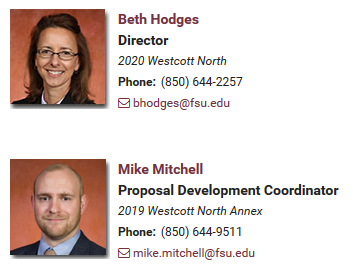 Beth Hodges
Director
2020 Westcott North
Phone: (850) 644-2257
bhodges@fsu.edu
Mike Mitchell
Proposal Development Coordinator
2019 Westcott North Annex
Phone: (850) 644-9511
mike.mitchell@fsu.edu